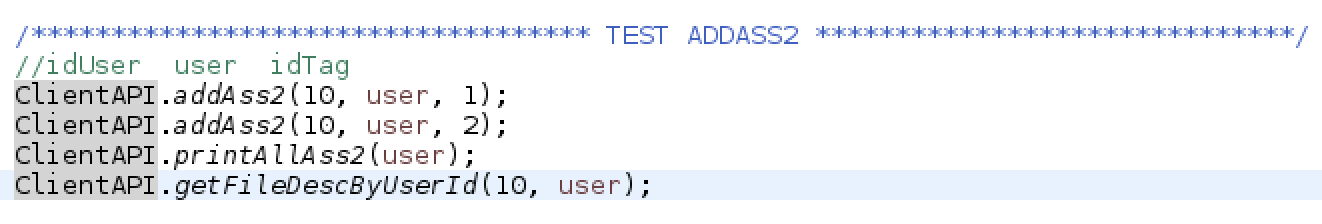 /*********************************** TEST ADDASS2 ******************************/
//idUser  user  idTag
ClientAPI.addAss2(10, user, 1);
ClientAPI.addAss2(10, user, 2);
ClientAPI.printAllAss2(user);
ClientAPI.getFileDescByUserId(10, user);